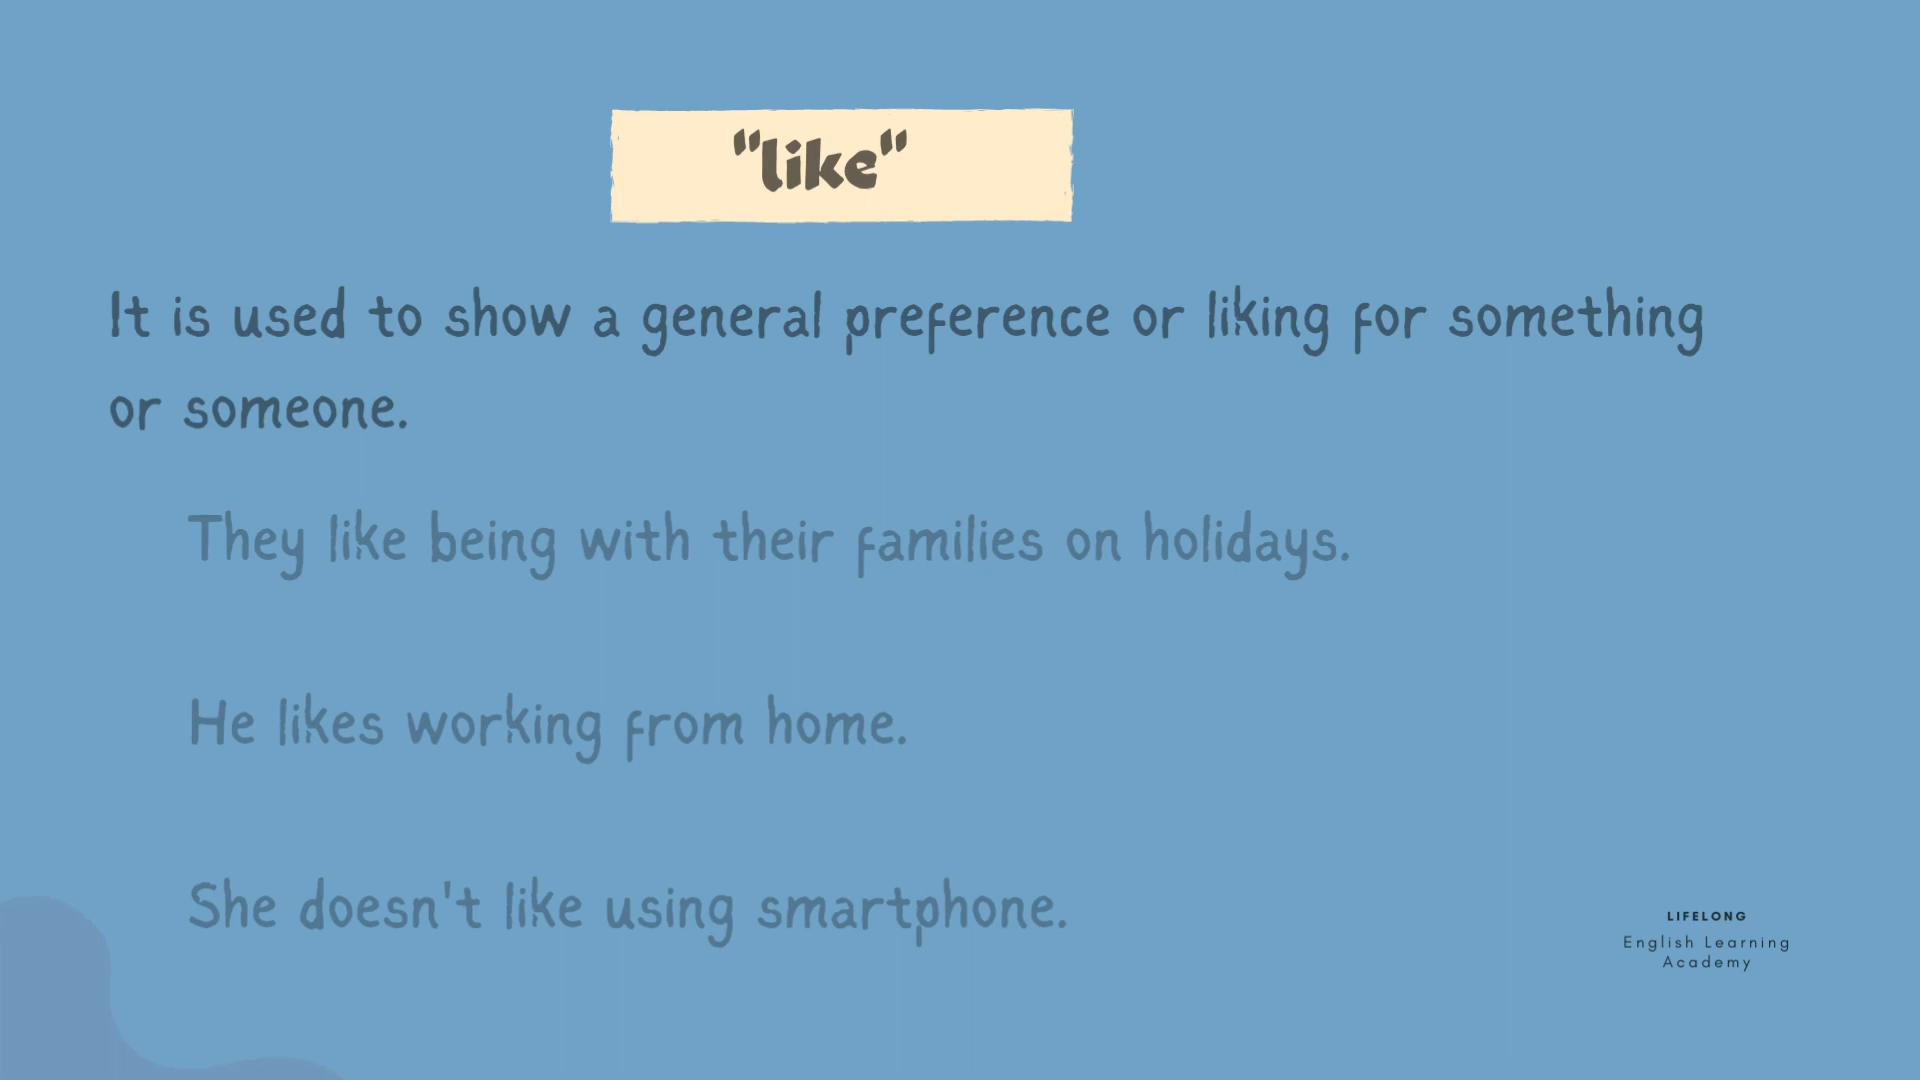 "like"
It is used to show a general preference or liking for something
or someone.
They like being with their families on holidays.
He likes working from home.
She doesn't like using smartphone.
LIFELONG
English Learning
Academy